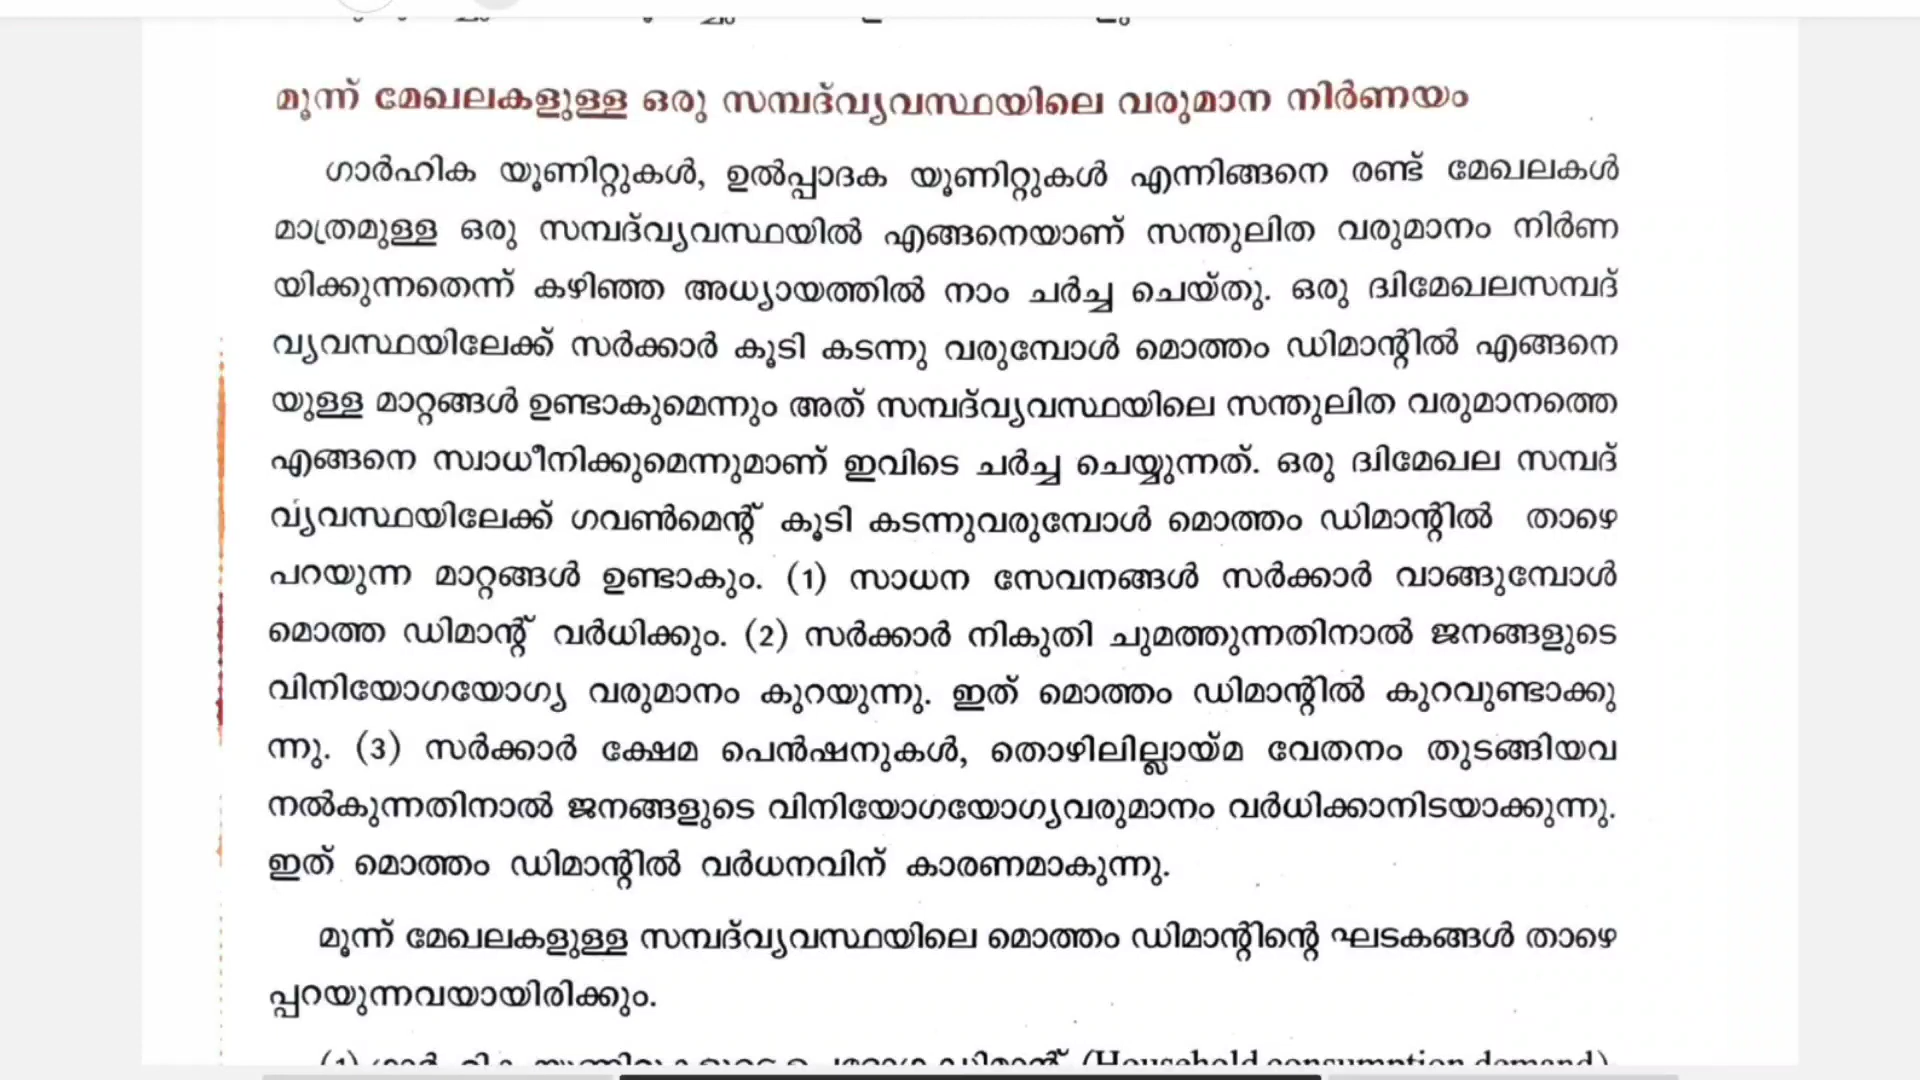 മൂന്ന് മേഖലകളുള്ള ഒരു സമ്പദ്‌വ്യവസ്ഥയിലെ വരുമാന നിർണയം
ഗാർഹിക യൂണിറ്റുകൾ, ഉൽപ്പാദക യൂണിറ്റുകൾ എന്നിങ്ങനെ രണ്ട് മേഖലകൾ
മാത്രമുള്ള ഒരു സമ്പദ്‌വ്യവസ്ഥയിൽ എങ്ങനെയാണ് സന്തുലിത വരുമാനം നിർണ
യിക്കുന്നതെന്ന് കഴിഞ്ഞ അധ്യായത്തിൽ നാം ചർച്ച ചെയ്തു. ഒരു ദ്വിമേഖലസമ്പദ്
വ്യവസ്ഥയിലേക്ക് സർക്കാർ കൂടി കടന്നു വരുമ്പോൾ മൊത്തം ഡിമാന്റിൽ എങ്ങനെ
യുള്ള മാറ്റങ്ങൾ ഉണ്ടാകുമെന്നും അത് സമ്പദ്‌വ്യവസ്ഥയിലെ സന്തുലിത വരുമാനത്തെ
എങ്ങനെ സ്വാധീനിക്കുമെന്നുമാണ് ഇവിടെ ചർച്ച ചെയ്യുന്നത്. ഒരു ദ്വിമേഖല സമ്പദ്
വ്യവസ്ഥയിലേക്ക് ഗവൺമെന്റ് കൂടി കടന്നുവരുമ്പോൾ മൊത്തം ഡിമാന്റിൽ താഴെ
പറയുന്ന മാറ്റങ്ങൾ ഉണ്ടാകും. (1) സാധന സേവനങ്ങൾ സർക്കാർ വാങ്ങുമ്പോൾ
മൊത്ത ഡിമാന്റ് വർധിക്കും. (2) സർക്കാർ നികുതി ചുമത്തുന്നതിനാൽ ജനങ്ങളുടെ
വിനിയോഗയോഗ്യ വരുമാനം കുറയുന്നു. ഇത് മൊത്തം ഡിമാന്റിൽ കുറവുണ്ടാക്കു
ന്നു. (3) സർക്കാർ ക്ഷേമ പെൻഷനുകൾ, തൊഴിലില്ലായ്മ വേതനം തുടങ്ങിയവ
നൽകുന്നതിനാൽ ജനങ്ങളുടെ വിനിയോഗയോഗ്യവരുമാനം വർധിക്കാനിടയാക്കുന്നു.
ഇത് മൊത്തം ഡിമാന്റിൽ വർധനവിന് കാരണമാകുന്നു.
മൂന്ന് മേഖലകളുള്ള സമ്പദ്‌വ്യവസ്ഥയിലെ മൊത്തം ഡിമാന്റിന്റെ ഘടകങ്ങൾ താഴെ
പ്പറയുന്നവയായിരിക്കും.
(Household consumption demand)